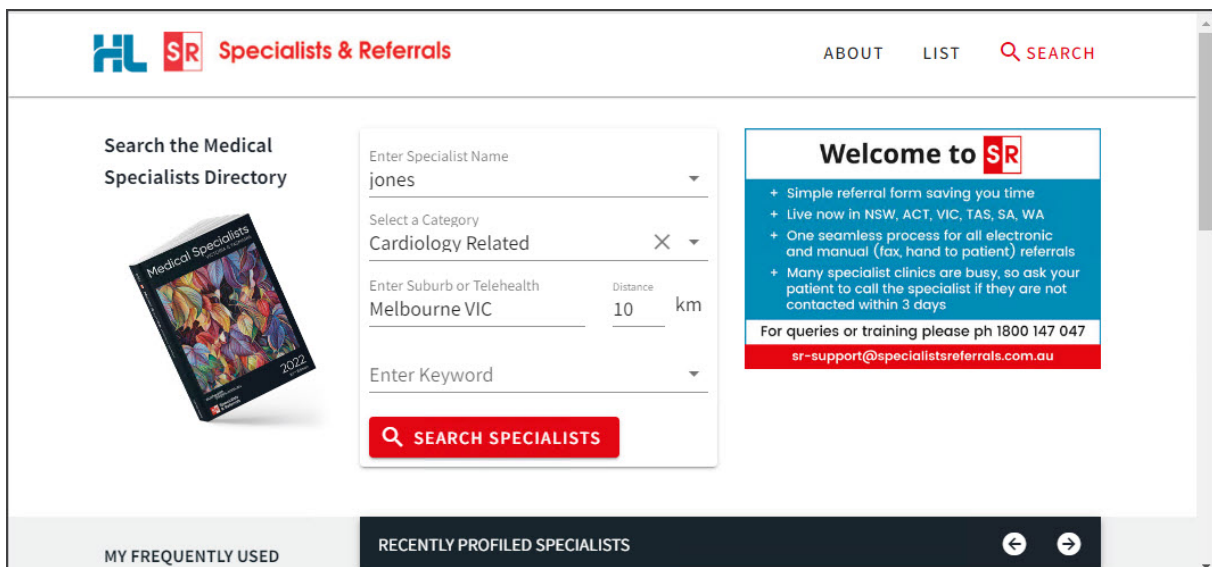 HL SR Specialists & Referrals
ABOUT LIST SEARCH
Search the Medical
Specialists Directory
Medical Specialists
VICTORIA & TASMANIA
2022
Specialists
& Referrals
Enter Specialist Name
jones
Select a Category
Cardiology Related
Enter Suburb or Telehealth Distance
Melbourne VIC 10 km
Enter Keyword
SEARCH SPECIALISTS
Welcome to SR
+ Simple referral form saving you time
+ Live now in NSW, ACT, VIC, TAS, SA, WA
+ One seamless process for all electronic
and manual (fax, hand to patient) referrals
+ Many specialist clinics are busy, so ask your
patient to call the specialist if they are not
contacted within 3 days
For queries or training please ph 1800 147 047
sr-support@specialistsreferrals.com.au
MY FREQUENTLY USED
RECENTLY PROFILED SPECIALISTS